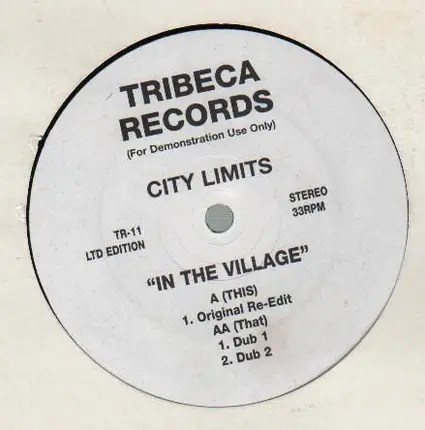 TRIBECA
RECORDS
(For Demonstration Use Only)
CITY LIMITS
TR-11
LTD EDITION
STEREO
33RPM
"IN THE VILLAGE"
A (THIS)
1. Original Re-Edit
AA (That)
1. Dub 1
2. Dub 2